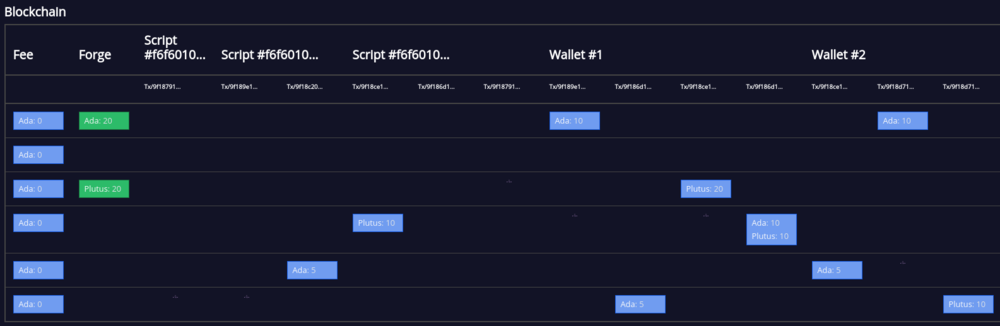 Blockchain
Fee Forge Script #f6f6010... Script #f6f6010... Script #f6f6010... Wallet #1 Wallet #2
Tx/9f18791... Tx/9f189e1... Tx/9f18c20... Tx/9f18ce1... Tx/9f186d1... Tx/9f18791... Tx/9f189e1... Tx/9f186d1... Tx/9f18ce1... Tx/9f186d1... Tx/9f18ce1... Tx/9f18d71... Tx/9f18d71...
Ada: 0 Ada: 20 Ada: 10 Ada: 10
Ada: 0
Ada: 0 Plutus: 20 Plutus: 20
Ada: 0 Plutus: 10 Ada: 10
Plutus: 10
Ada: 0 Ada: 5 Ada: 5
Ada: 0 Ada: 5 Plutus: 10